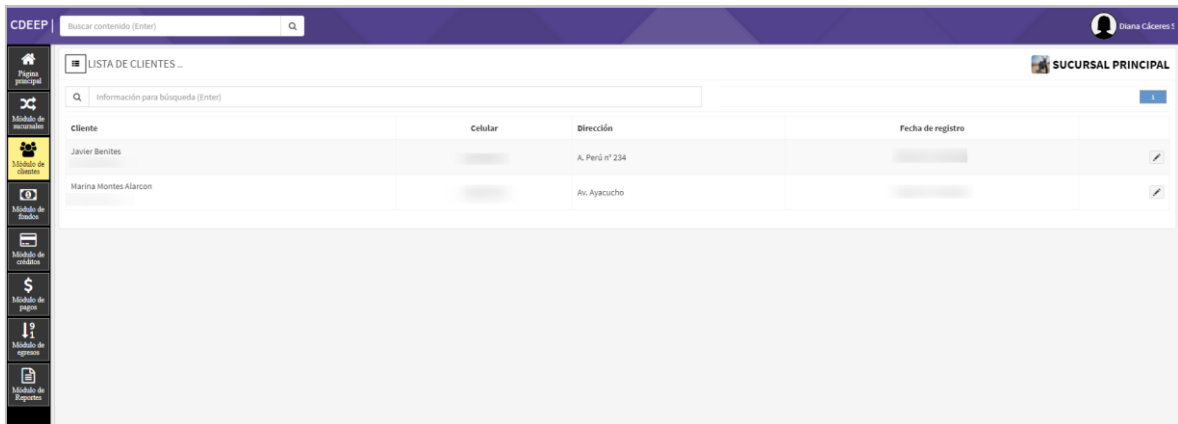 CDEEP |
Buscar contenido (Enter)
Diana Cáceres S
Página
principal
Módulo de
sucursales
Módulo de
clientes
Módulo de
fondos
Módulo de
créditos
Módulo de
pagos
Módulo de
egresos
Módulo de
Reportes
LISTA DE CLIENTES ..
SUCURSAL PRINCIPAL
Información para búsqueda (Enter)
1
Cliente Celular Dirección Fecha de registro
Javier Benites A. Perú n° 234
Marina Montes Alarcon Av. Ayacucho